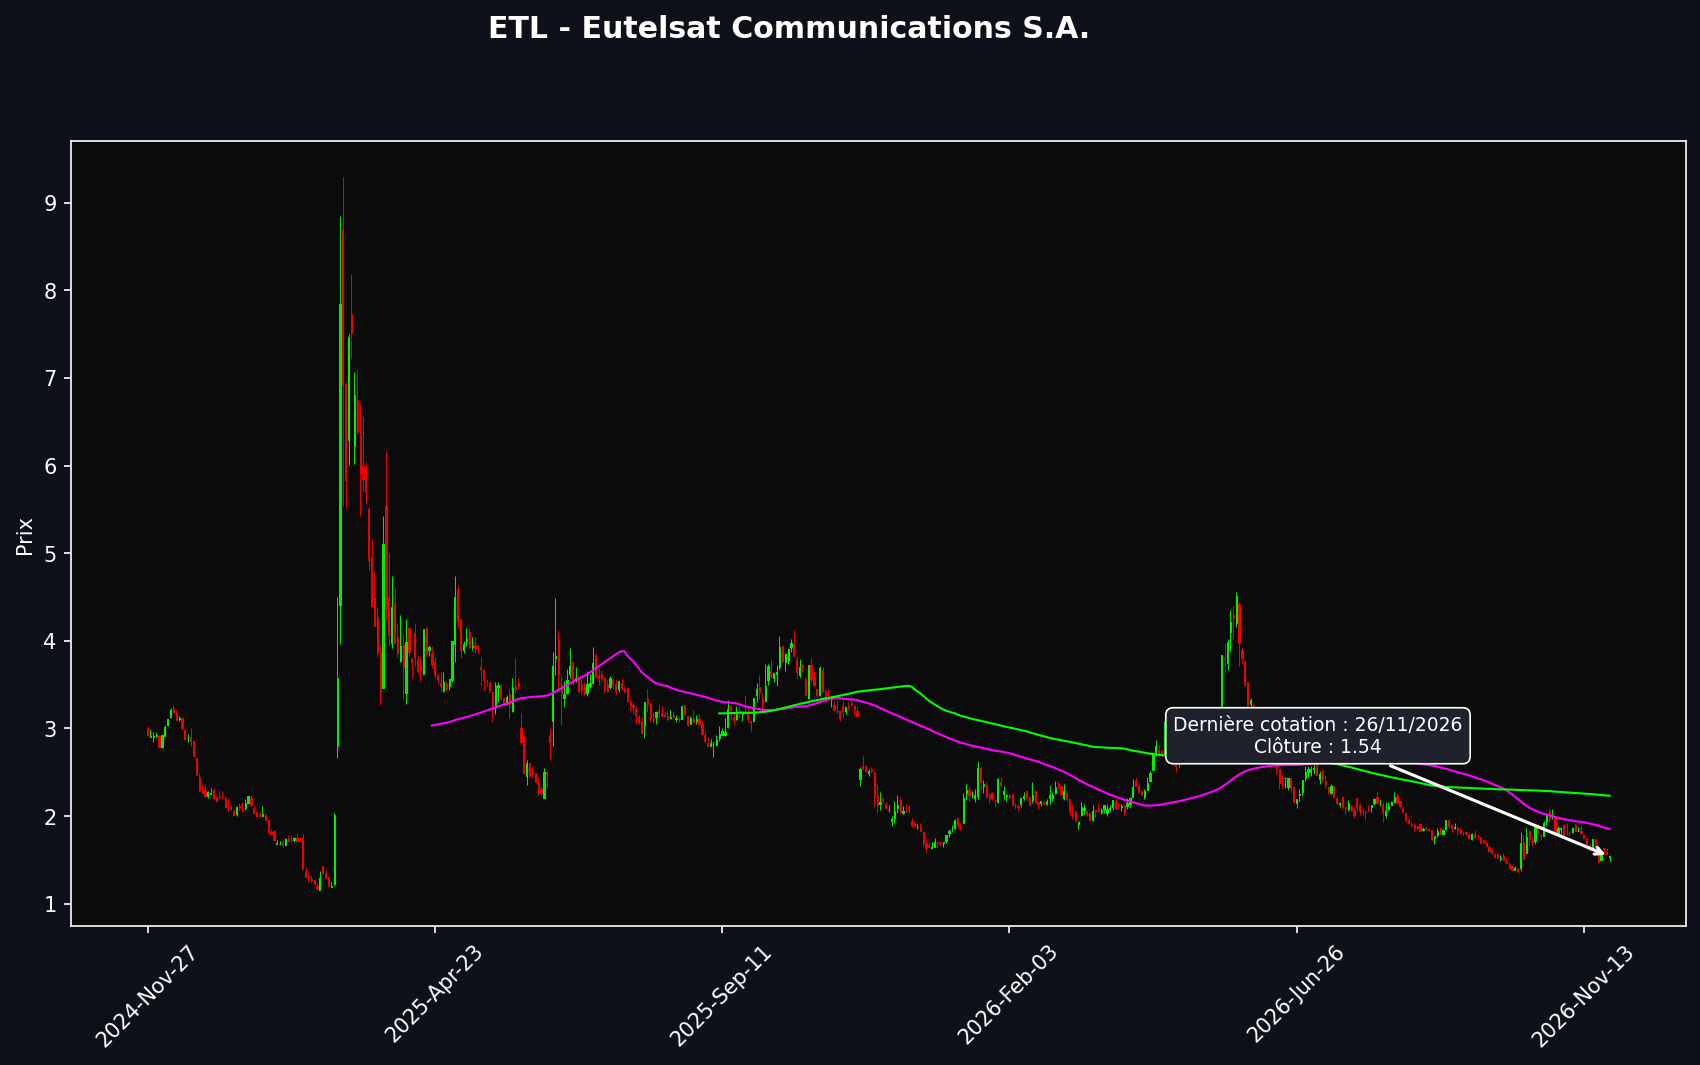 ETL - Eutelsat Communications S.A.
Prix
9
8
7
6
5
4
3
2
1
Dernière cotation : 26/11/2026
Clôture : 1.54
2024-Nov-27
2025-Apr-23
2025-Sep-11
2026-Feb-03
2026-Jun-26
2026-Nov-13